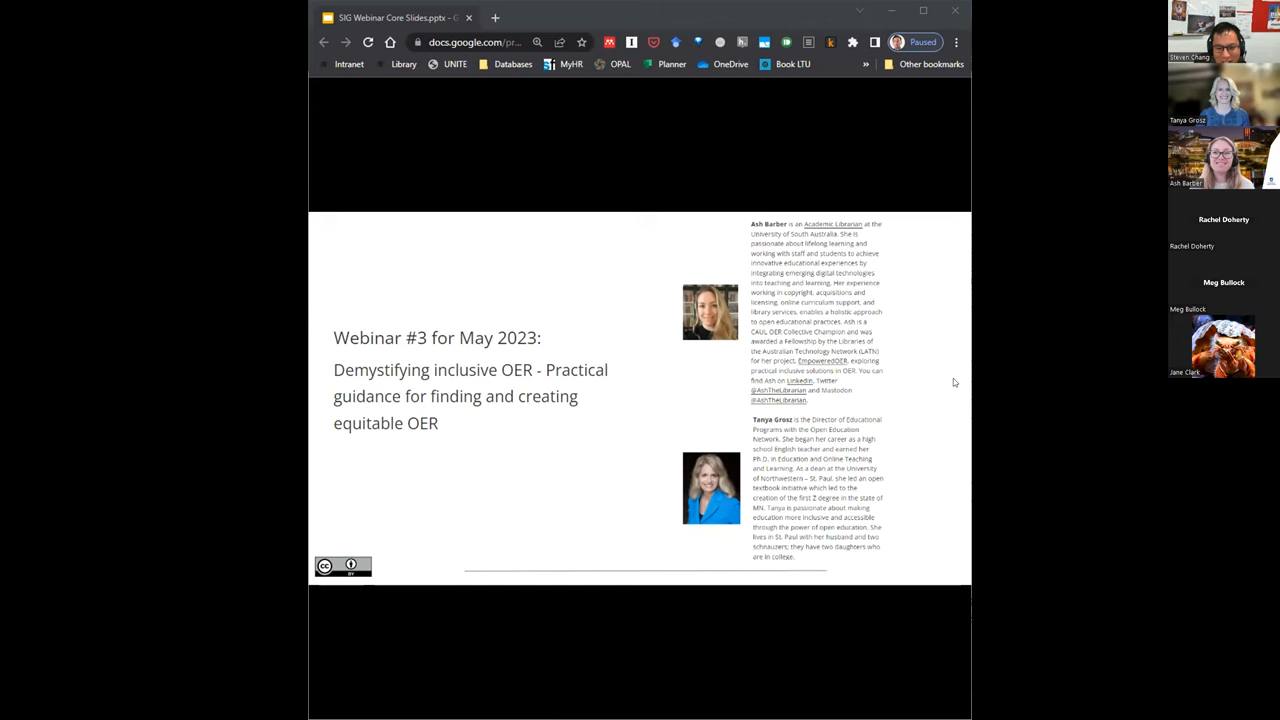 SIG Webinar Core Slides.pptx - G
docs.google.com/pr...
Paused
Intranet
Library
UNITE
Databases
MyHR
OPAL
Planner
OneDrive
Book LTU
»
Other bookmarks
Webinar #3 for May 2023:
Demystifying inclusive OER - Practical
guidance for finding and creating
equitable OER
Ash Barber is an Academic Librarian at the
University of South Australia. She is
passionate about lifelong learning and
working with staff and students to achieve
innovative educational experiences by
integrating emerging digital technologies
into teaching and learning. Her experience
working in copyright, acquisitions and
licensing, online curriculum support, and
library services, enables a holistic approach
to open educational practices. Ash is a
CAUL OER Collective Champion and was
awarded a Fellowship by the Libraries of
the Australian Technology Network (LATN)
for her project, EmpoweredOER, exploring
practical inclusive solutions in OER. You can
find Ash on LinkedIn, Twitter
@AshTheLibrarian and Mastodon
@AshTheLibrarian.
Tanya Grosz is the Director of Educational
Programs with the Open Education
Network. She began her career as a high
school English teacher and earned her
Ph.D. in Education and Online Teaching
and Learning. As a dean at the University
of Northwestern – St. Paul, she led an open
textbook initiative which led to the
creation of the first Z degree in the state of
MN. Tanya is passionate about making
education more inclusive and accessible
through the power of open education. She
lives in St. Paul with her husband and two
schnauzers; they have two daughters who
are in college.
cc
BY
Steven Chang
Tanya Grosz
Ash Barber
Rachel Doherty
Rachel Doherty
Meg Bullock
Meg Bullock
Jane Clark